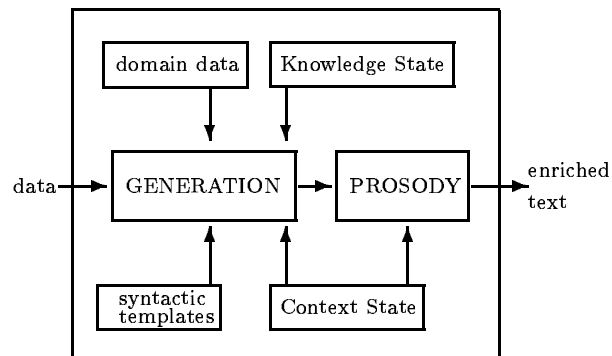 domain data
Knowledge State
data
GENERATION
PROSODY
enriched
text
syntactic
templates
Context State